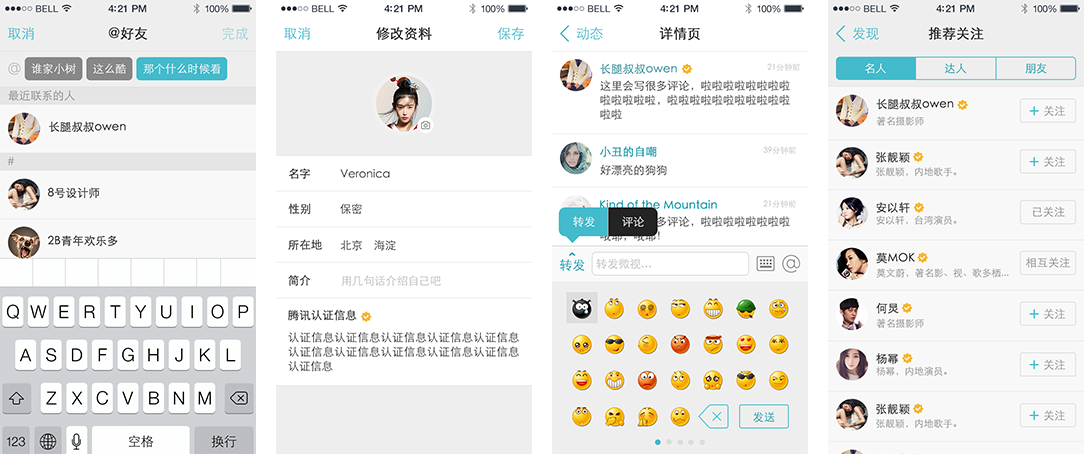 BELL 4:21 PM 100%
取消 @好友 完成
@ 谁家小树 这么酷 那个什么时候看
最近联系的人
长腿叔叔owen
#
8号设计师
2B青年欢乐多
Q W E R T Y U I O P
A S D F G H J K L
Z X C V B N M
123 空格 换行
BELL 4:21 PM 100%
取消 修改资料 保存
名字 Veronica
性别 保密
所在地 北京 海淀
简介 用几句话介绍自己吧
腾讯认证信息
认证信息认证信息认证信息认证信息
认证信息认证信息认证信息认证信息
认证信息
BELL 4:21 PM 100%
动态 详情页
长腿叔叔owen 21分钟前
这里会写很多评论，啦啦啦啦啦啦啦
啦啦啦啦啦，啦啦啦啦啦啦啦啦啦啦
啦啦
小丑的自嘲 39分钟前
好漂亮的狗狗
Kind of the Mountain 21分钟前
多评论，啦啦啦啦啦啦啦
转发 评论
转发 转发微视... @
发送
BELL 4:21 PM 100%
发现 推荐关注
名人 达人 朋友
长腿叔叔owen
著名摄影师
+ 关注
张靓颖
张靓颖，内地歌手。
+ 关注
安以轩
安以轩，台湾演员。
已关注
莫MOK
莫文蔚，著名影、视、歌多栖...
相互关注
何炅
著名摄影师
+ 关注
杨幂
杨幂，内地演员。
+ 关注
张靓颖
张靓颖，内地歌手。
+ 关注